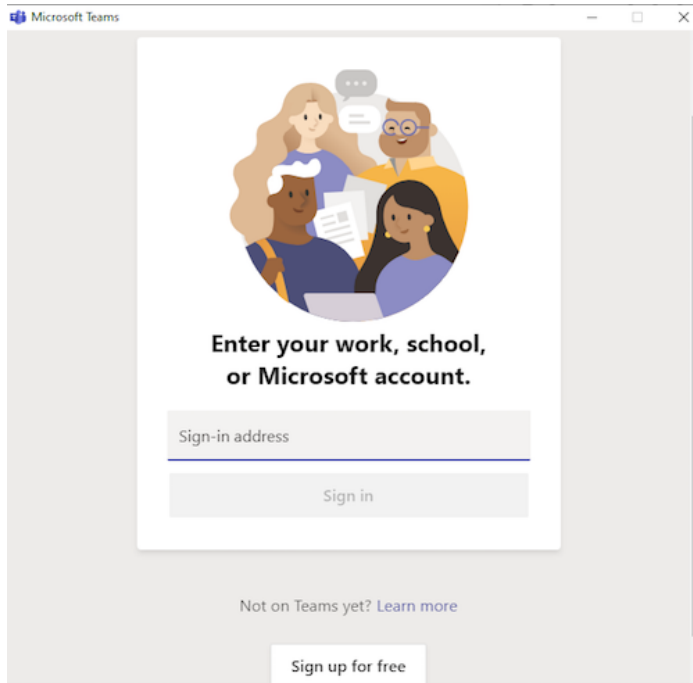 Microsoft Teams
Enter your work, school,
or Microsoft account.
Sign-in address
Sign in
Not on Teams yet? Learn more
Sign up for free